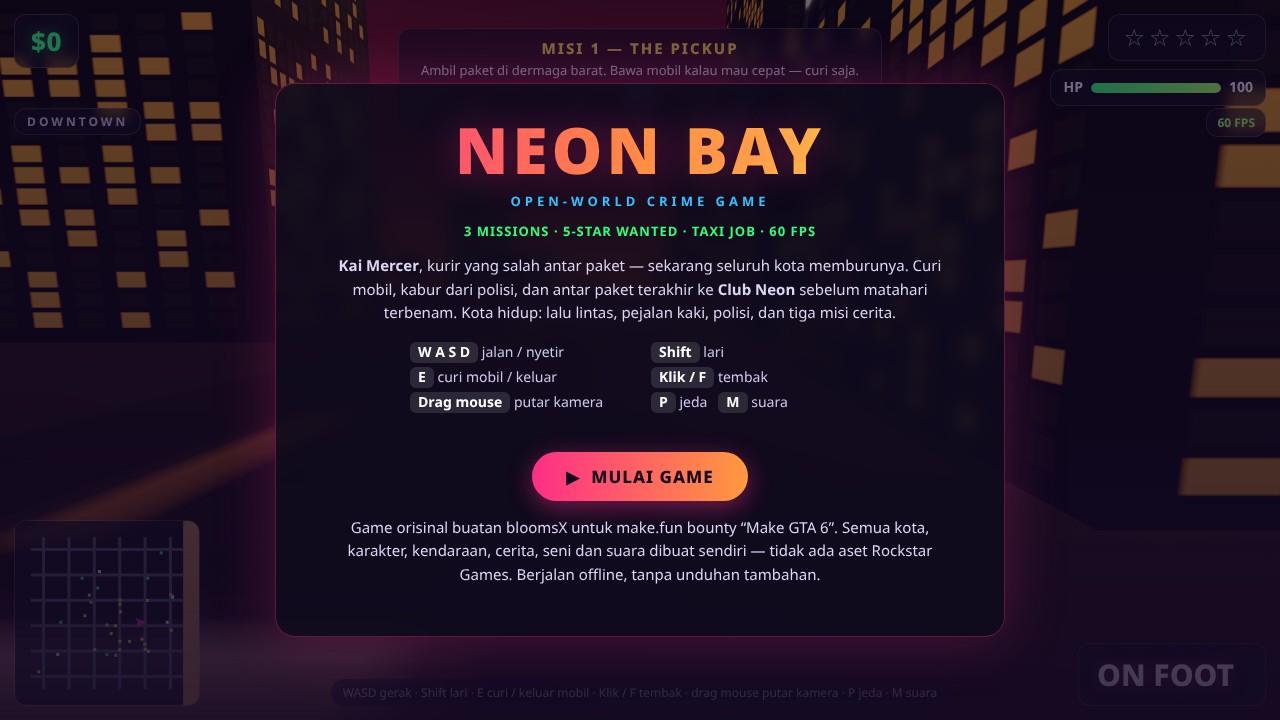 $0
MISI 1 — THE PICKUP
Ambil paket di dermaga barat. Bawa mobil kalau mau cepat — curi saja.
☆ ☆ ☆ ☆ ☆
HP 100
DOWNTOWN
60 FPS
NEON BAY
OPEN-WORLD CRIME GAME
3 MISSIONS · 5-STAR WANTED · TAXI JOB · 60 FPS
Kai Mercer, kurir yang salah antar paket — sekarang seluruh kota memburunya. Curi
mobil, kabur dari polisi, dan antar paket terakhir ke Club Neon sebelum matahari
terbenam. Kota hidup: lalu lintas, pejalan kaki, polisi, dan tiga misi cerita.
W A S D jalan / nyetir
Shift lari
E curi mobil / keluar
Klik / F tembak
Drag mouse putar kamera
P jeda M suara
▶ MULAI GAME
Game orisinal buatan bloomsX untuk make.fun bounty “Make GTA 6”. Semua kota,
karakter, kendaraan, cerita, seni dan suara dibuat sendiri — tidak ada aset Rockstar
Games. Berjalan offline, tanpa unduhan tambahan.
ON FOOT
WASD gerak · Shift lari · E curi / keluar mobil · Klik / F tembak · drag mouse putar kamera · P jeda · M suara